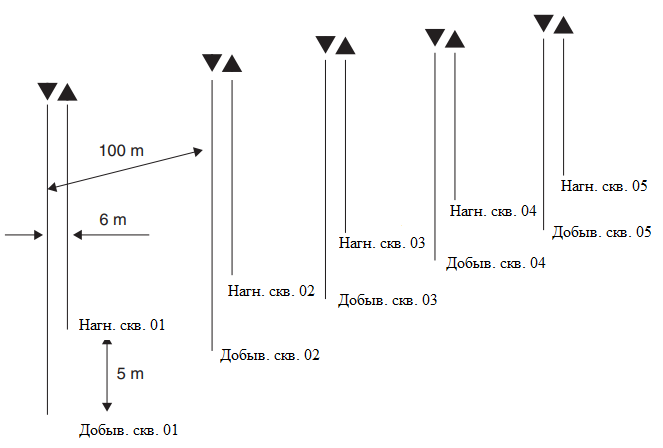 100 m
6 m
Нагн. скв. 01
5 m
Добыв. скв. 01
Нагн. скв. 02
Добыв. скв. 02
Нагн. скв. 03
Добыв. скв. 03
Нагн. скв. 04
Добыв. скв. 04
Нагн. скв. 05
Добыв. скв. 05